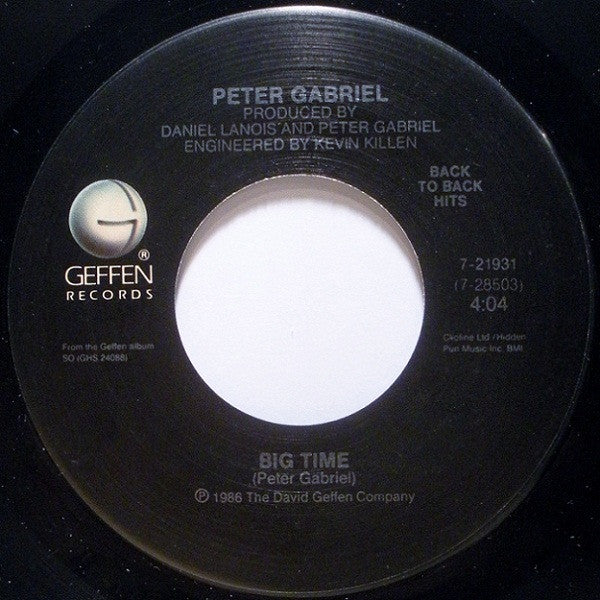 PETER GABRIEL
PRODUCED BY
DANIEL LANOIS AND PETER GABRIEL
ENGINEERED BY KEVIN KILLEN
BACK
TO BACK
HITS
G
®
GEFFEN
RECORDS
7-21931
(7-28503)
4:04
From the Geffen album
SO (GHS 24088)
Clioline Ltd./Hidden
Pun Music Inc. BMI
BIG TIME
(Peter Gabriel)
℗ 1986 The David Geffen Company